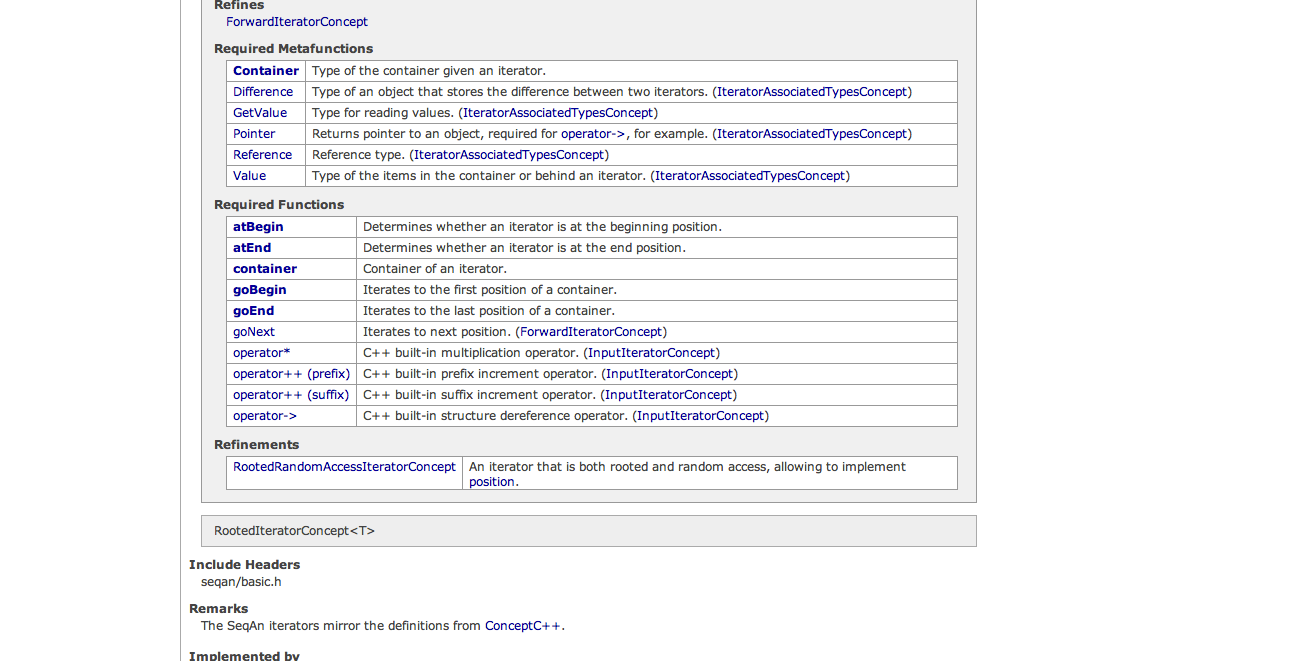 Refines
ForwardIteratorConcept
Required Metafunctions
Container Type of the container given an iterator.
Difference Type of an object that stores the difference between two iterators. (IteratorAssociatedTypesConcept)
GetValue Type for reading values. (IteratorAssociatedTypesConcept)
Pointer Returns pointer to an object, required for operator->, for example. (IteratorAssociatedTypesConcept)
Reference Reference type. (IteratorAssociatedTypesConcept)
Value Type of the items in the container or behind an iterator. (IteratorAssociatedTypesConcept)
Required Functions
atBegin Determines whether an iterator is at the beginning position.
atEnd Determines whether an iterator is at the end position.
container Container of an iterator.
goBegin Iterates to the first position of a container.
goEnd Iterates to the last position of a container.
goNext Iterates to next position. (ForwardIteratorConcept)
operator* C++ built-in multiplication operator. (InputIteratorConcept)
operator++ (prefix) C++ built-in prefix increment operator. (InputIteratorConcept)
operator++ (suffix) C++ built-in suffix increment operator. (InputIteratorConcept)
operator-> C++ built-in structure dereference operator. (InputIteratorConcept)
Refinements
RootedRandomAccessIteratorConcept An iterator that is both rooted and random access, allowing to implement
position.
RootedIteratorConcept<T>
Include Headers
seqan/basic.h
Remarks
The SeqAn iterators mirror the definitions from ConceptC++.
Implemented by